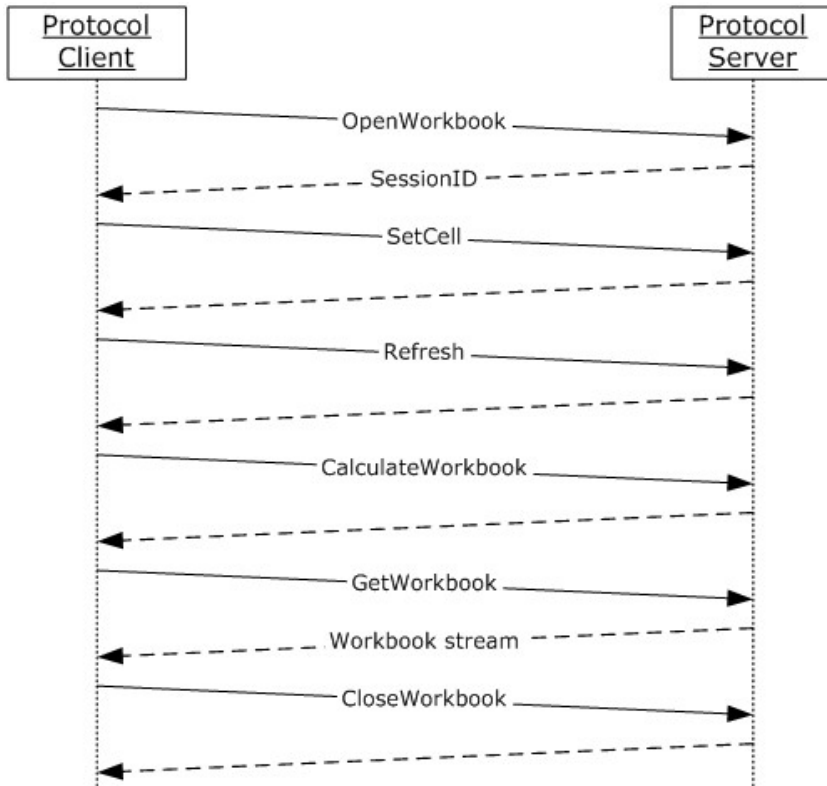 Protocol
Client
Protocol
Server
OpenWorkbook
SessionID
SetCell
Refresh
CalculateWorkbook
GetWorkbook
Workbook stream
CloseWorkbook